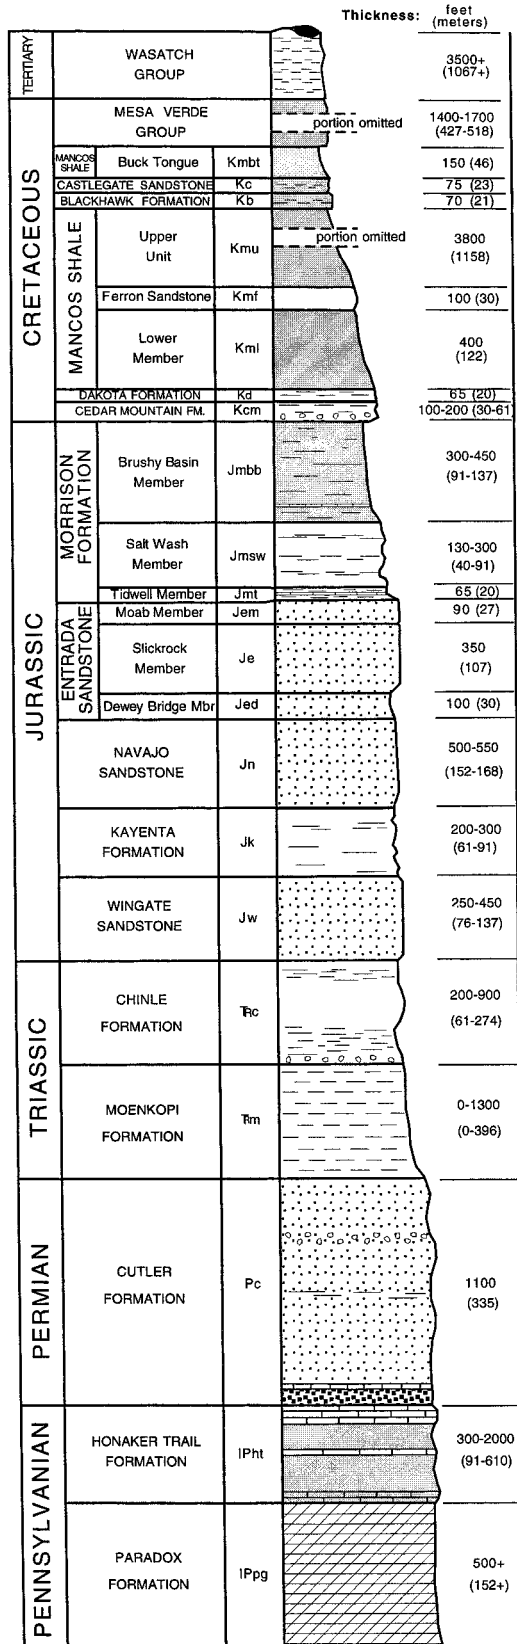 Thickness: feet
(meters)
TERTIARY
WASATCH
GROUP
3500+
(1067+)
CRETACEOUS
MESA VERDE
GROUP
portion omitted
1400-1700
(427-518)
MANCOS
SHALE
Buck Tongue
Kmbt
150 (46)
CASTLEGATE SANDSTONE
Kc
75 (23)
BLACKHAWK FORMATION
Kb
70 (21)
MANCOS SHALE
Upper
Unit
Kmu
portion omitted
3800
(1158)
Ferron Sandstone
Kmf
100 (30)
Lower
Member
Kml
400
(122)
DAKOTA FORMATION
Kd
65 (20)
CEDAR MOUNTAIN FM.
Kcm
100-200 (30-61)
JURASSIC
MORRISON
FORMATION
Brushy Basin
Member
Jmbb
300-450
(91-137)
Salt Wash
Member
Jmsw
130-300
(40-91)
Tidwell Member
Jmt
65 (20)
ENTRADA
SANDSTONE
Moab Member
Jem
90 (27)
Slickrock
Member
Je
350
(107)
Dewey Bridge Mbr
Jed
100 (30)
NAVAJO
SANDSTONE
Jn
500-550
(152-168)
KAYENTA
FORMATION
Jk
200-300
(61-91)
WINGATE
SANDSTONE
Jw
250-450
(76-137)
TRIASSIC
CHINLE
FORMATION
TRc
200-900
(61-274)
MOENKOPI
FORMATION
TRm
0-1300
(0-396)
PERMIAN
CUTLER
FORMATION
Pc
1100
(335)
PENNSYLVANIAN
HONAKER TRAIL
FORMATION
IPht
300-2000
(91-610)
PARADOX
FORMATION
IPpg
500+
(152+)